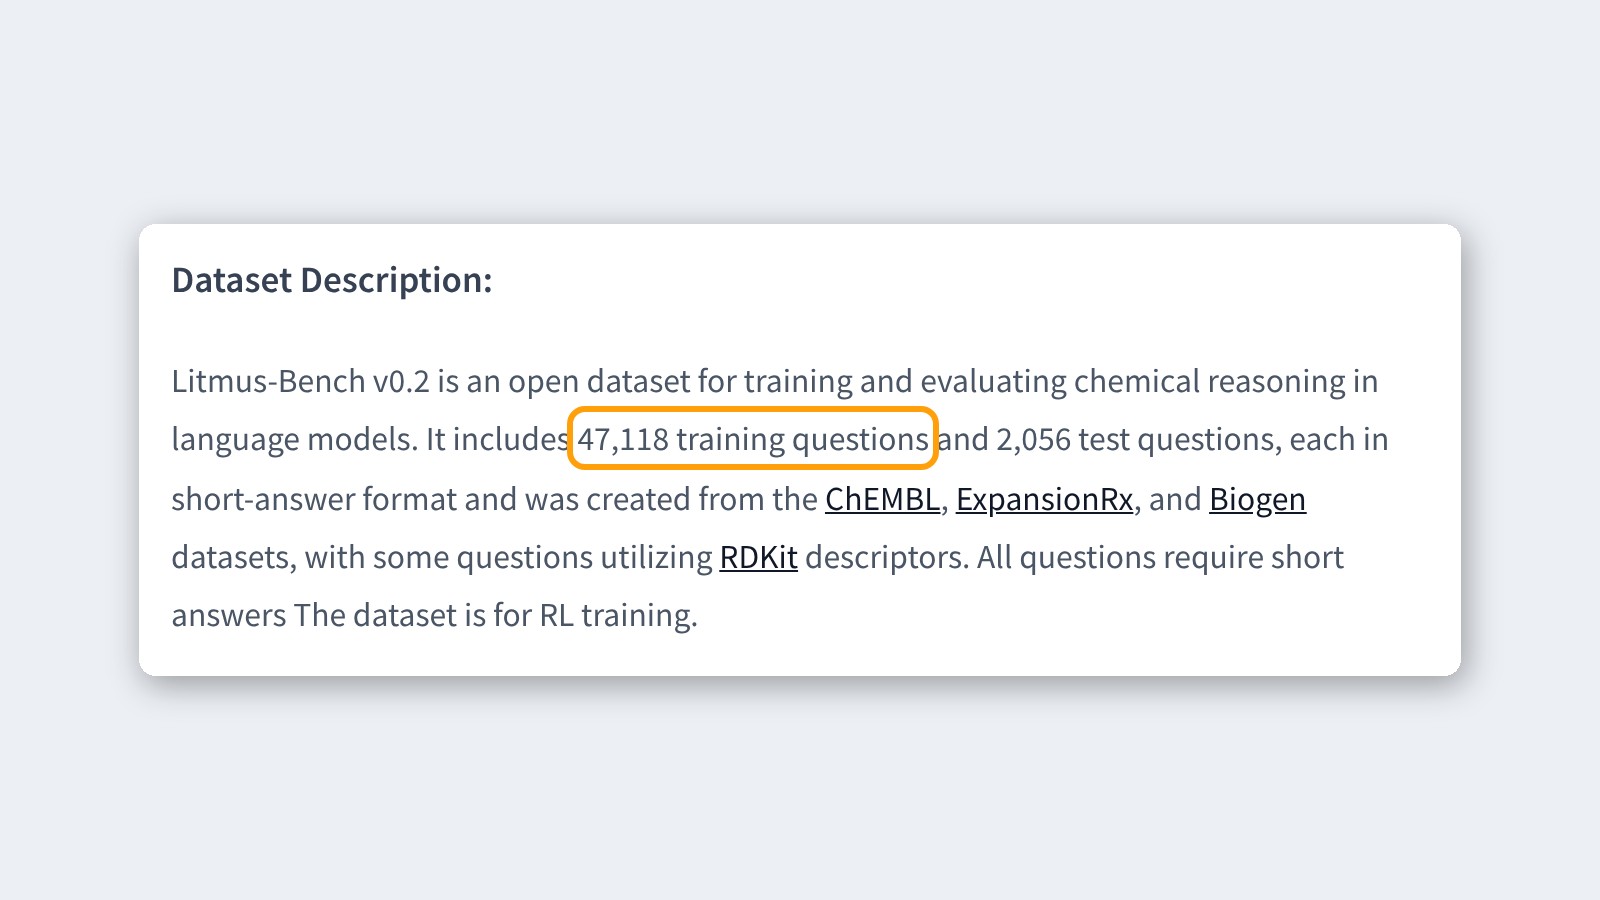 Dataset Description:
Litmus-Bench v0.2 is an open dataset for training and evaluating chemical reasoning in
language models. It includes 47,118 training questions and 2,056 test questions, each in
short-answer format and was created from the ChEMBL, ExpansionRx, and Biogen
datasets, with some questions utilizing RDKit descriptors. All questions require short
answers The dataset is for RL training.